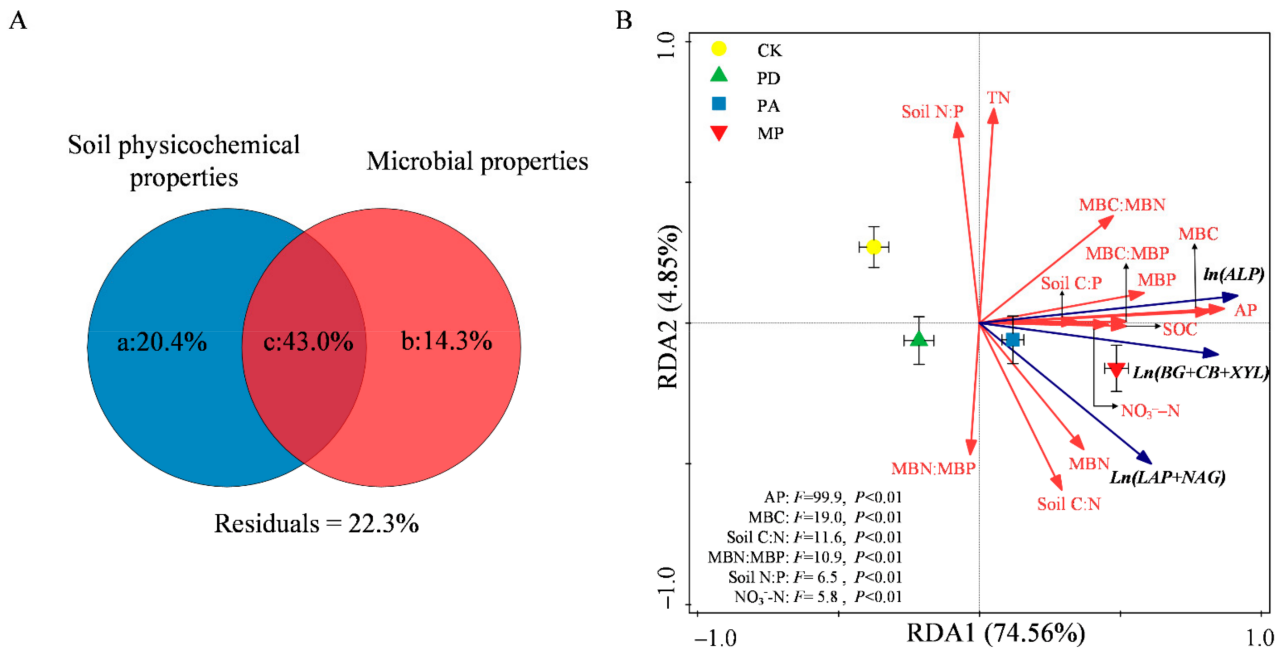 A
Soil physicochemical
properties
Microbial properties
a:20.4%
c:43.0%
b:14.3%
Residuals = 22.3%
B
1.0
CK
PD
PA
MP
TN
Soil N:P
MBC:MBN
MBC
MBC:MBP
ln(ALP)
Soil C:P
MBP
AP
SOC
Ln(BG+CB+XYL)
NO₃⁻–N
MBN:MBP
MBN
Ln(LAP+NAG)
Soil C:N
AP: F=99.9, P<0.01
MBC: F=19.0, P<0.01
Soil C:N: F=11.6, P<0.01
MBN:MBP: F=10.9, P<0.01
Soil N:P: F= 6.5 , P<0.01
NO₃⁻-N: F= 5.8 , P<0.01
RDA2 (4.85%)
−1.0
−1.0
RDA1 (74.56%)
1.0